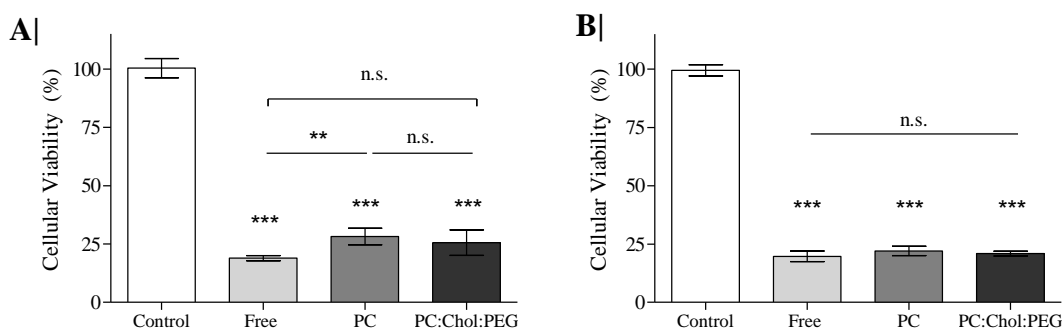 A|
Cellular Viability (%)
100
75
50
25
0
n.s.
**
n.s.
***
***
***
Control
Free
PC
PC:Chol:PEG
B|
Cellular Viability (%)
100
75
50
25
0
n.s.
***
***
***
Control
Free
PC
PC:Chol:PEG